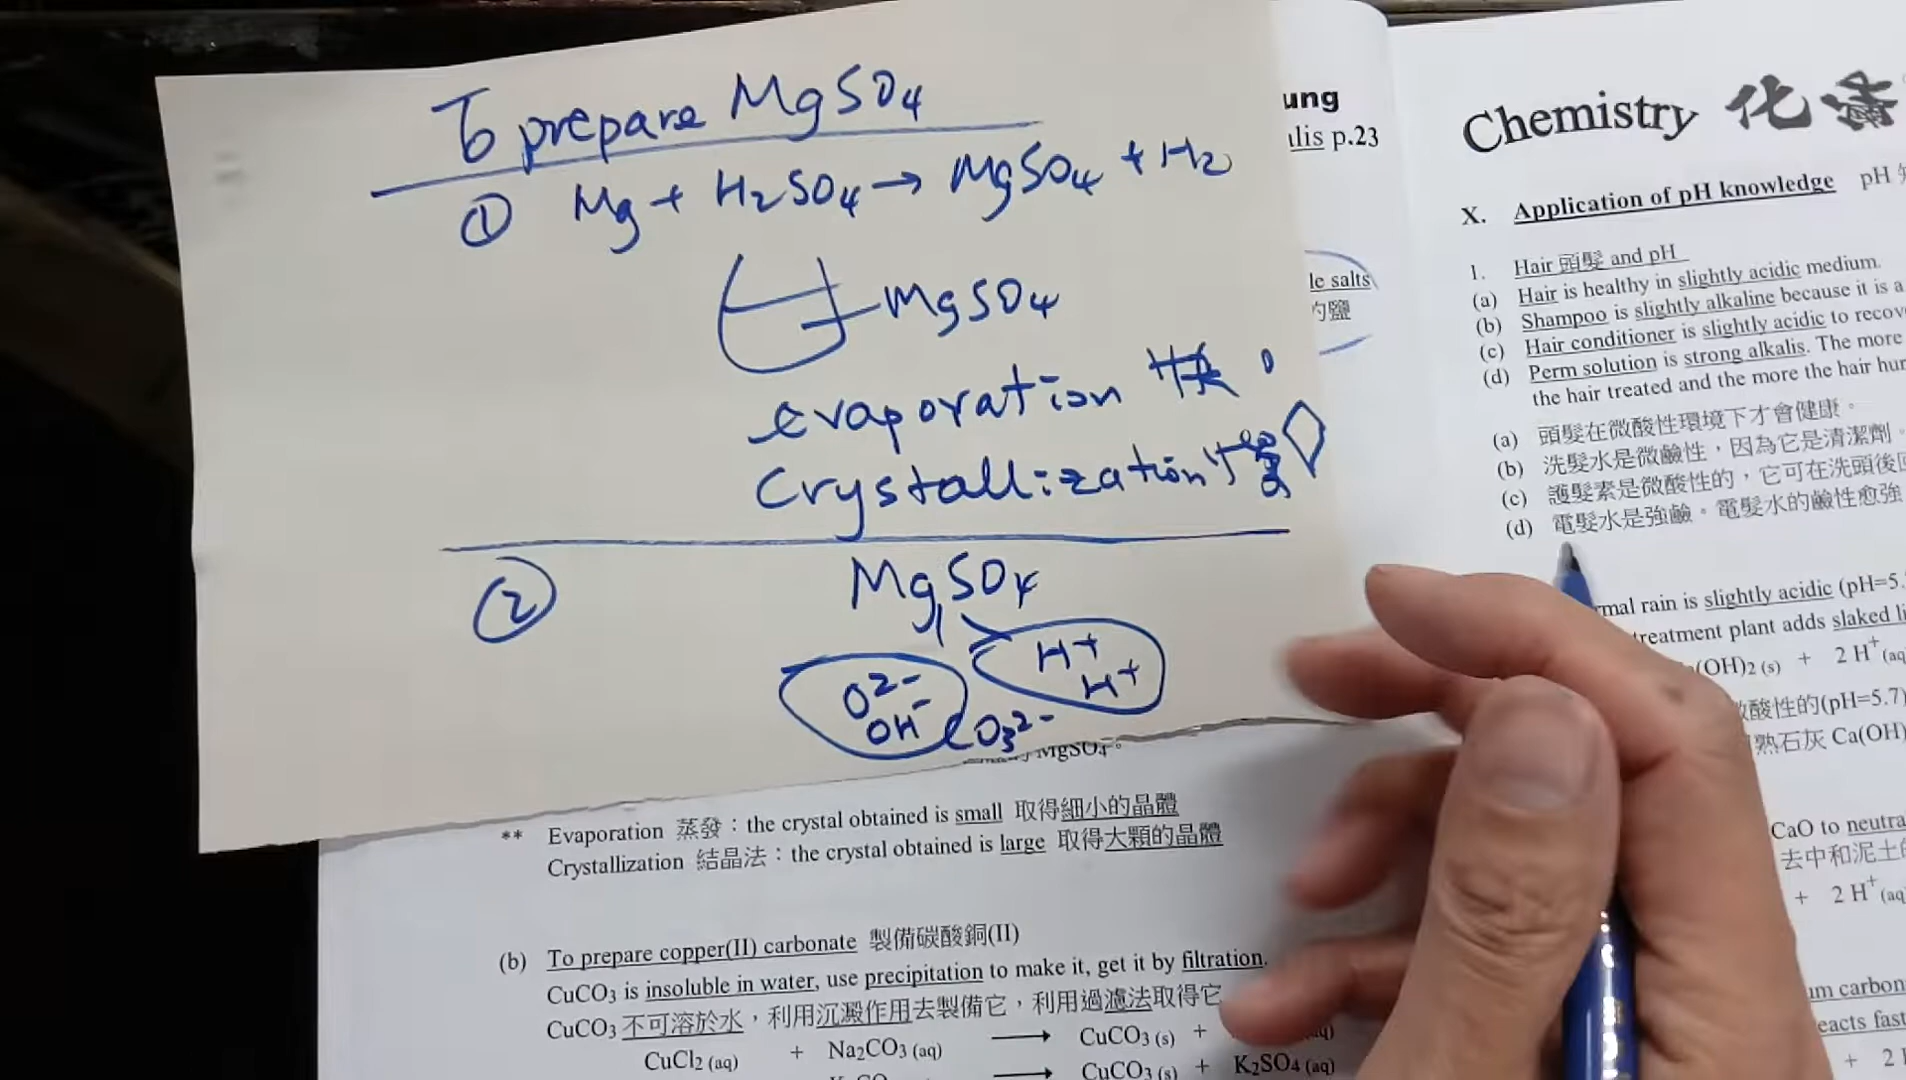 To prepare MgSO4
① Mg + H2SO4 → MgSO4 + H2
MgSO4
evaporation 快
Crystallization 慢
② MgSO4
O2- H+
OH- H+
CO32-
MgSO4。
** Evaporation 蒸發：the crystal obtained is small 取得細小的晶體
Crystallization 結晶法：the crystal obtained is large 取得大顆的晶體
(b) To prepare copper(II) carbonate 製備碳酸銅(II)
CuCO3 is insoluble in water, use precipitation to make it, get it by filtration.
CuCO3 不可溶於水，利用沉澱作用去製備它，利用過濾法取得它
CuCl2 (aq) + Na2CO3 (aq) → CuCO3 (s) +
CuCO3 (s) + K2SO4 (aq)
ung
alis p.23
le salts
的鹽
Chemistry 化
X. Application of pH knowledge pH
1. Hair 頭髮 and pH
(a) Hair is healthy in slightly acidic medium.
(b) Shampoo is slightly alkaline because it is a
(c) Hair conditioner is slightly acidic to recov
(d) Perm solution is strong alkalis. The more
the hair treated and the more the hair hur
(a) 頭髮在微酸性環境下才會健康。
(b) 洗髮水是微鹼性，因為它是清潔劑。
(c) 護髮素是微酸性的，它可在洗頭後
(d) 電髮水是強鹼。電髮水的鹼性愈強
rmal rain is slightly acidic (pH=5.
treatment plant adds slaked li
(OH)2 (s) + 2 H+ (aq
酸性的(pH=5.7)
熟石灰 Ca(OH)
CaO to neutra
去中和泥土
+ 2 H+ (aq
um carbon
eacts fast
+ 2 H